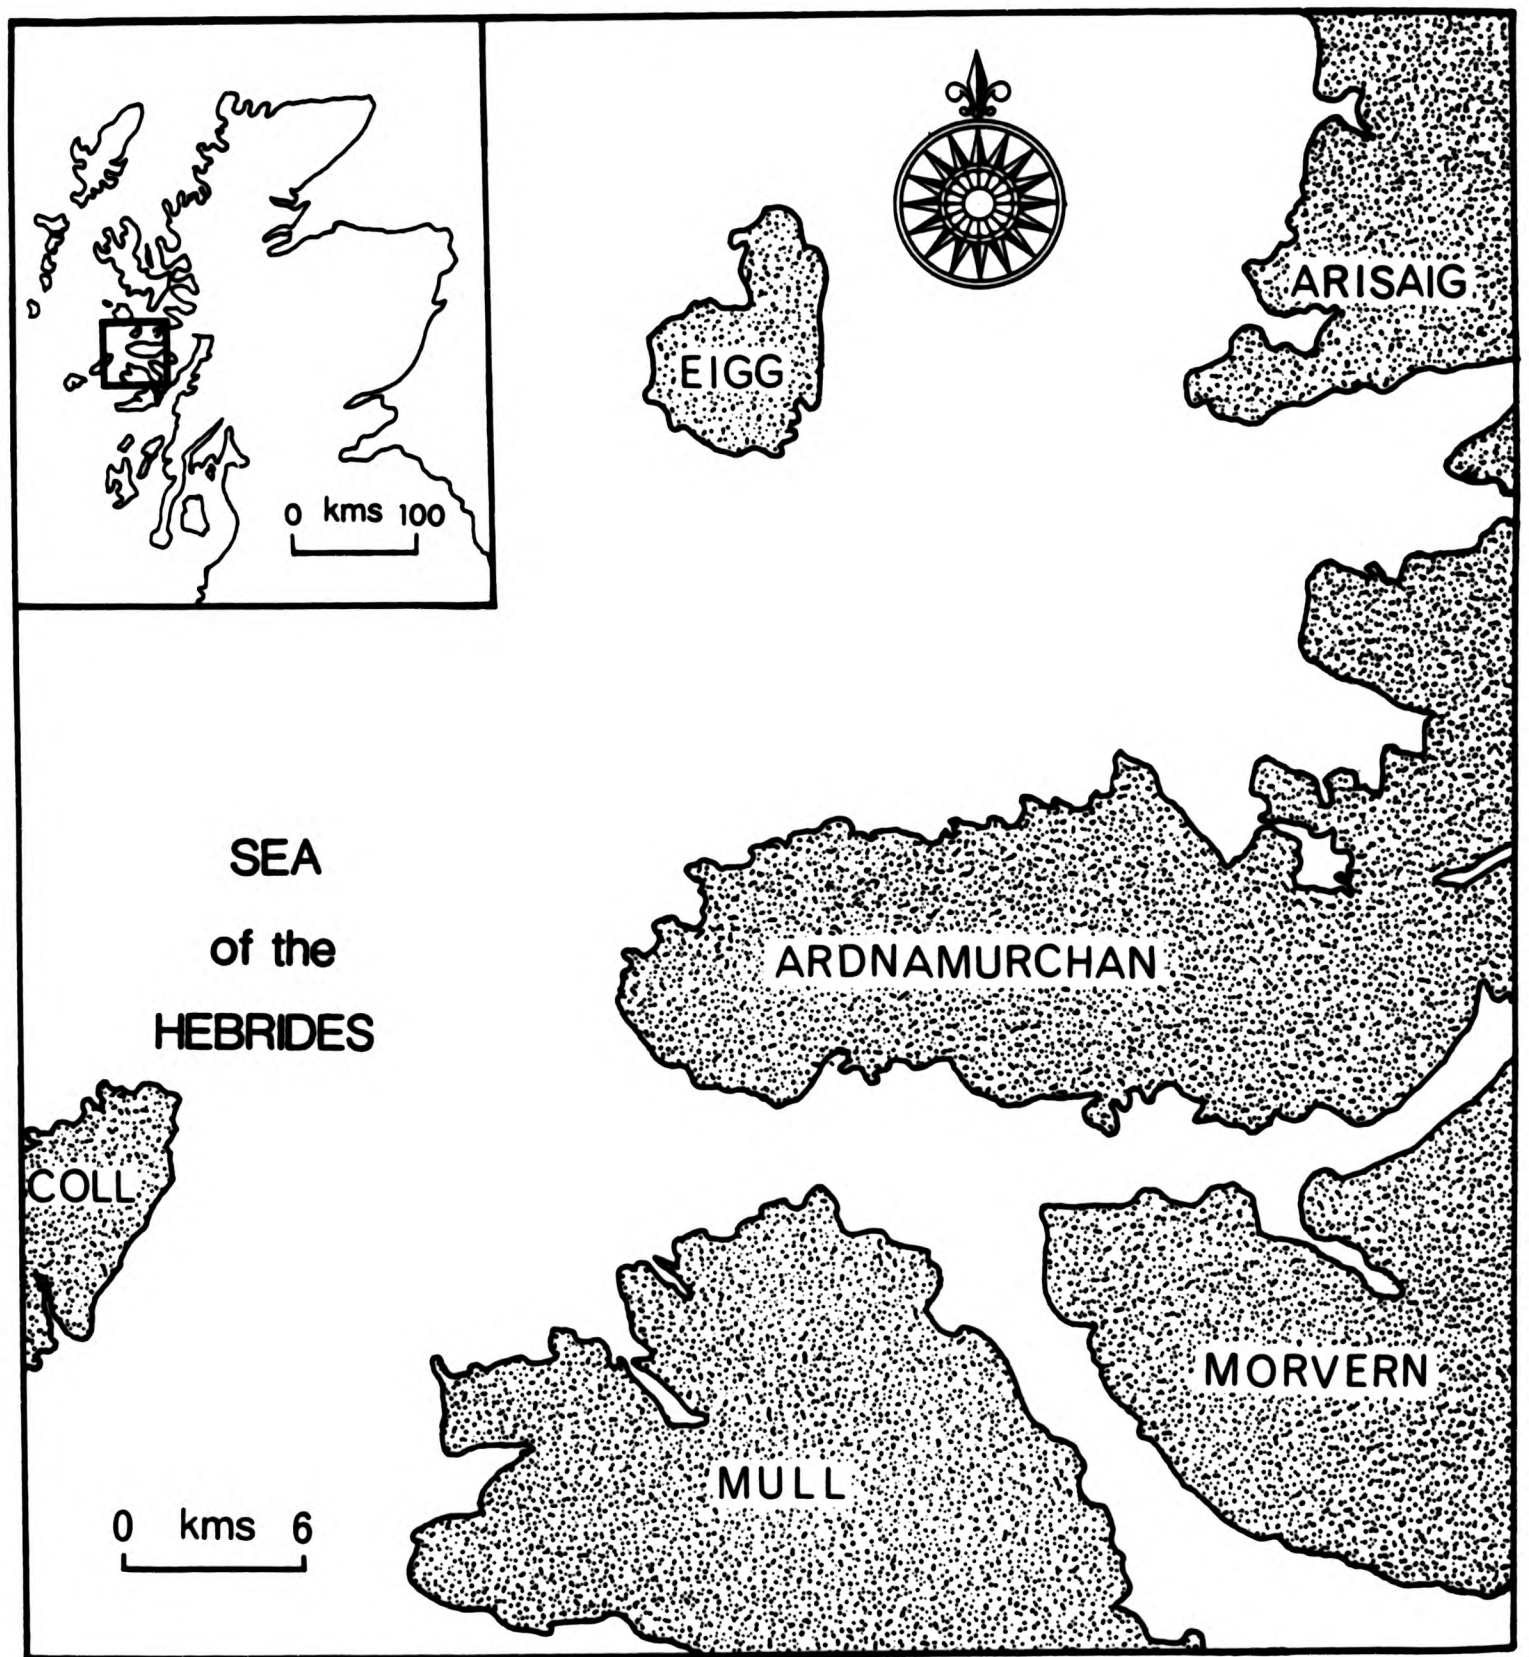 0 kms 100
ARISAIG
EIGG
SEA
of the
HEBRIDES
ARDNAMURCHAN
COLL
MORVERN
MULL
0 kms 6